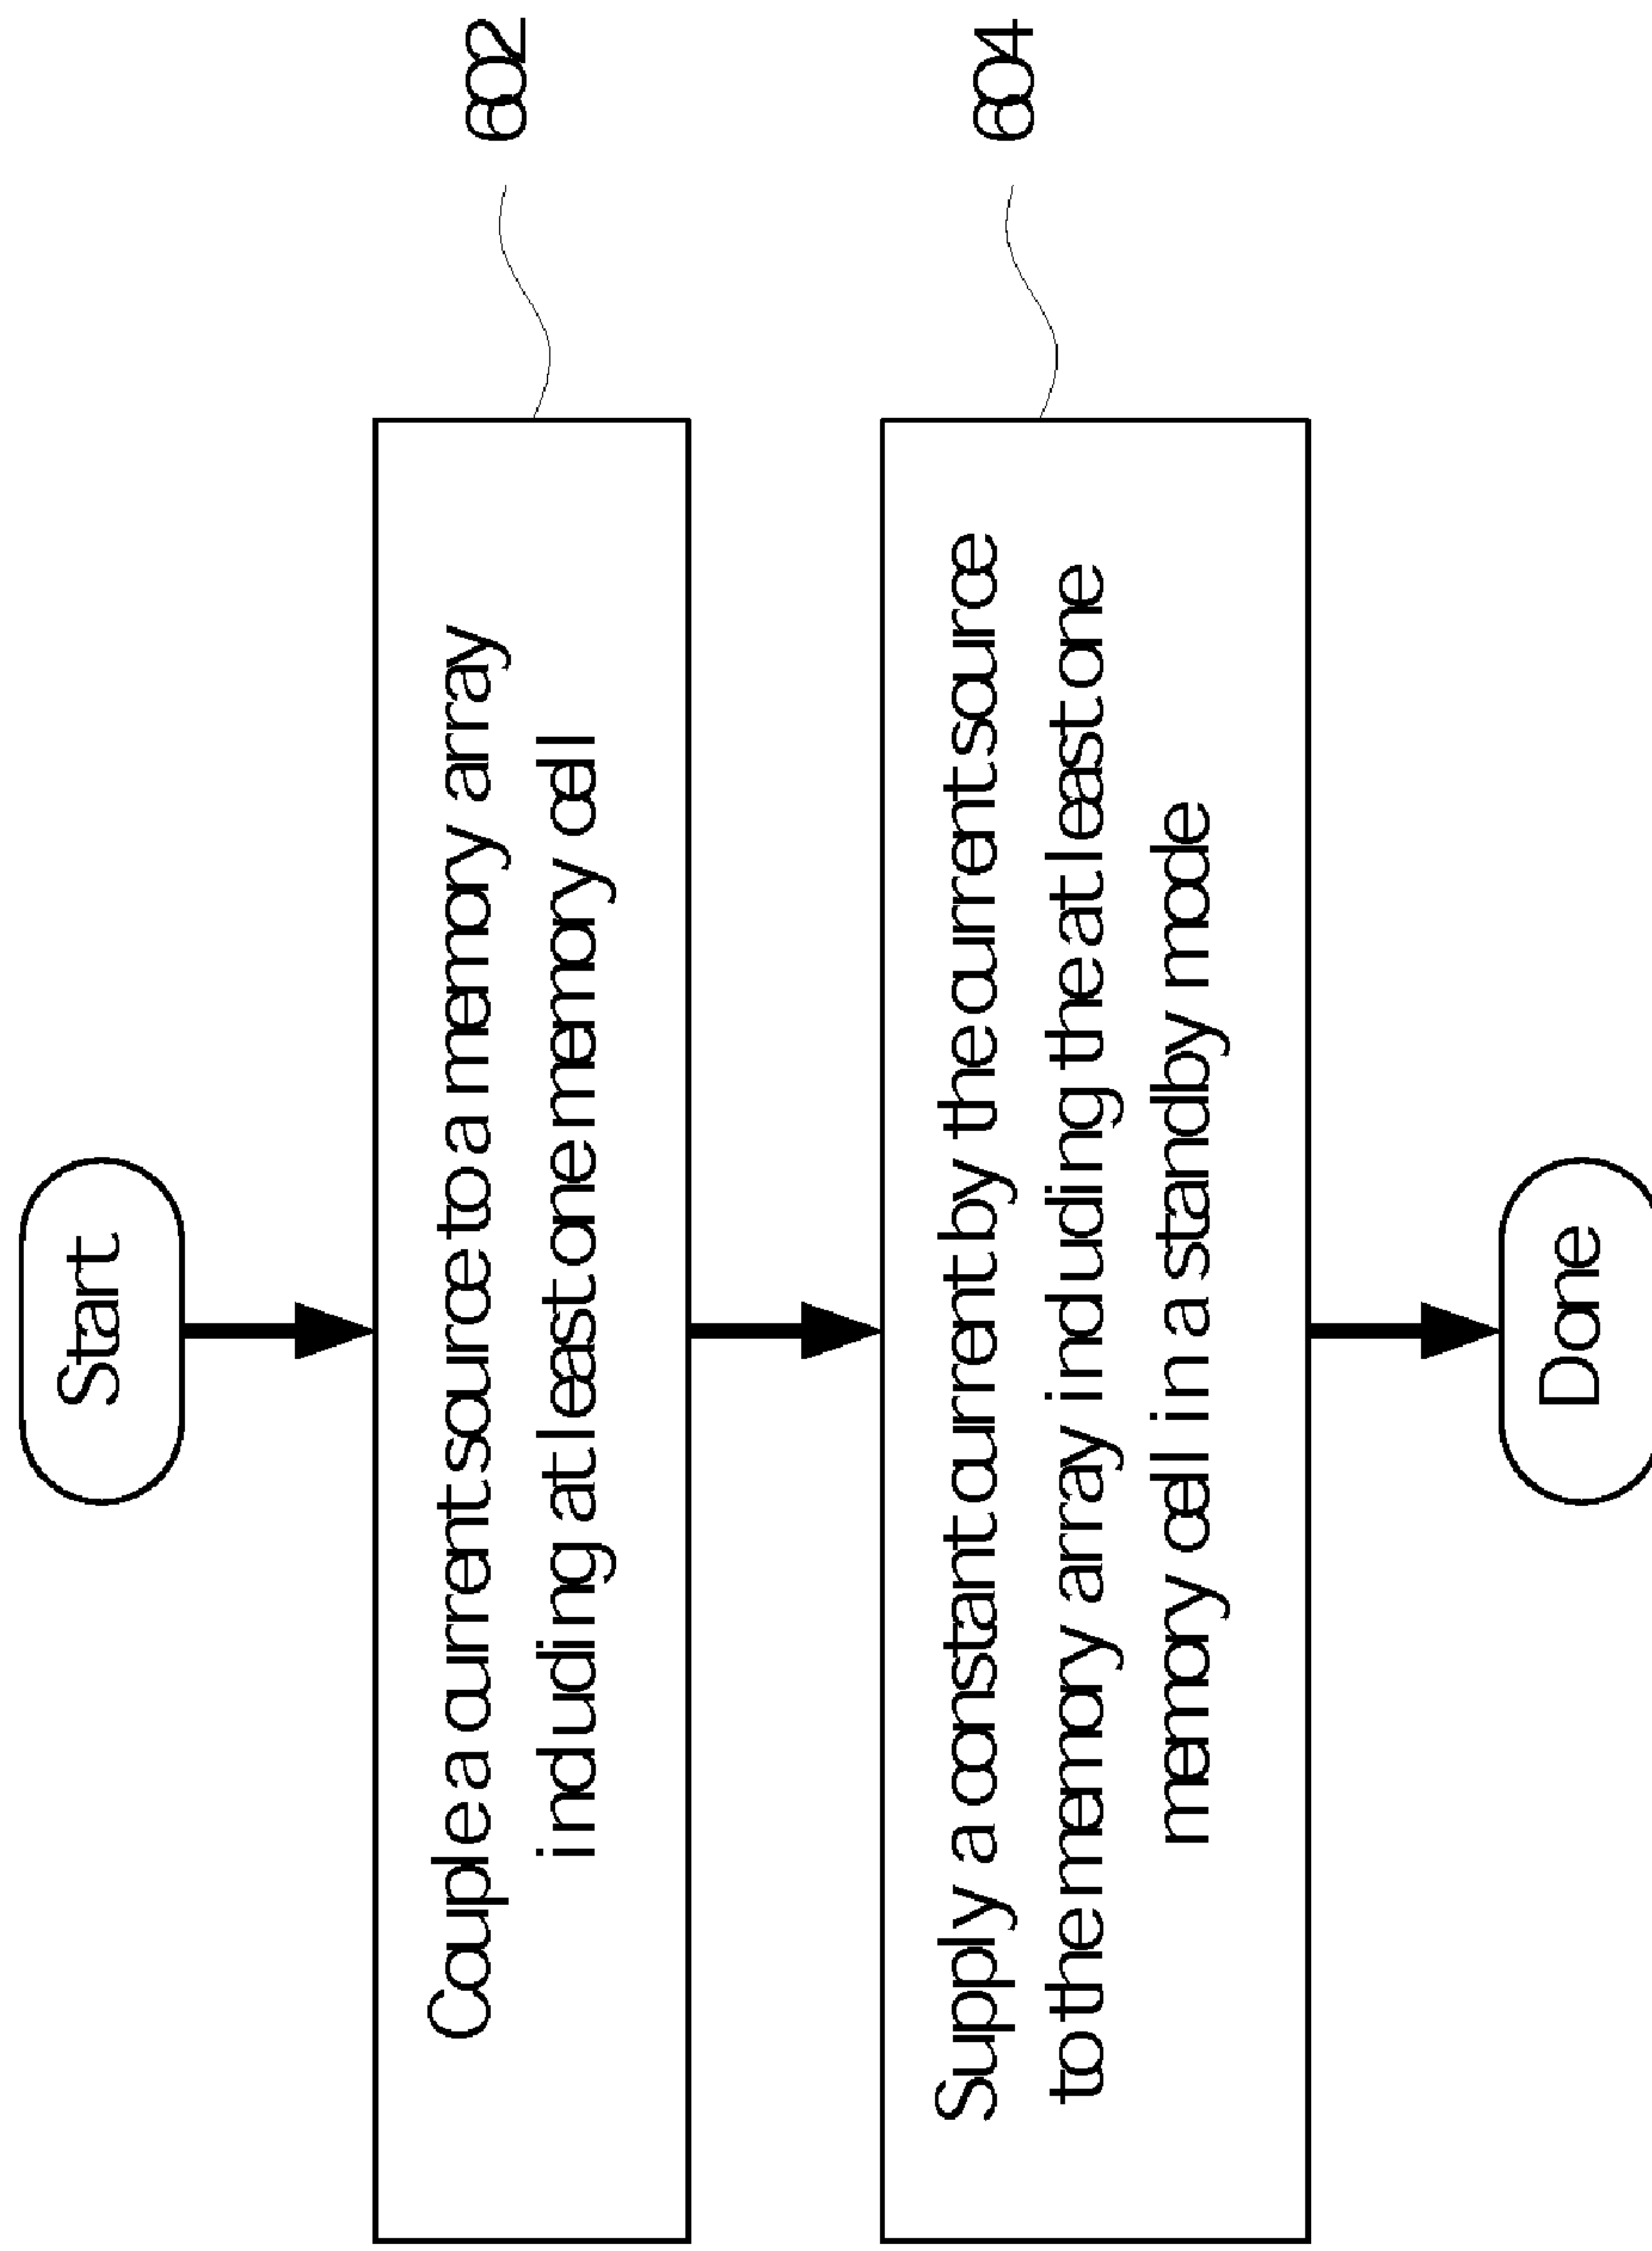 Start
Couple a current source to a memory array
including at least one memory cell
602
Supply a constant current by the current source
to the memory array including the at least one
memory cell in a standby mode
604
Done